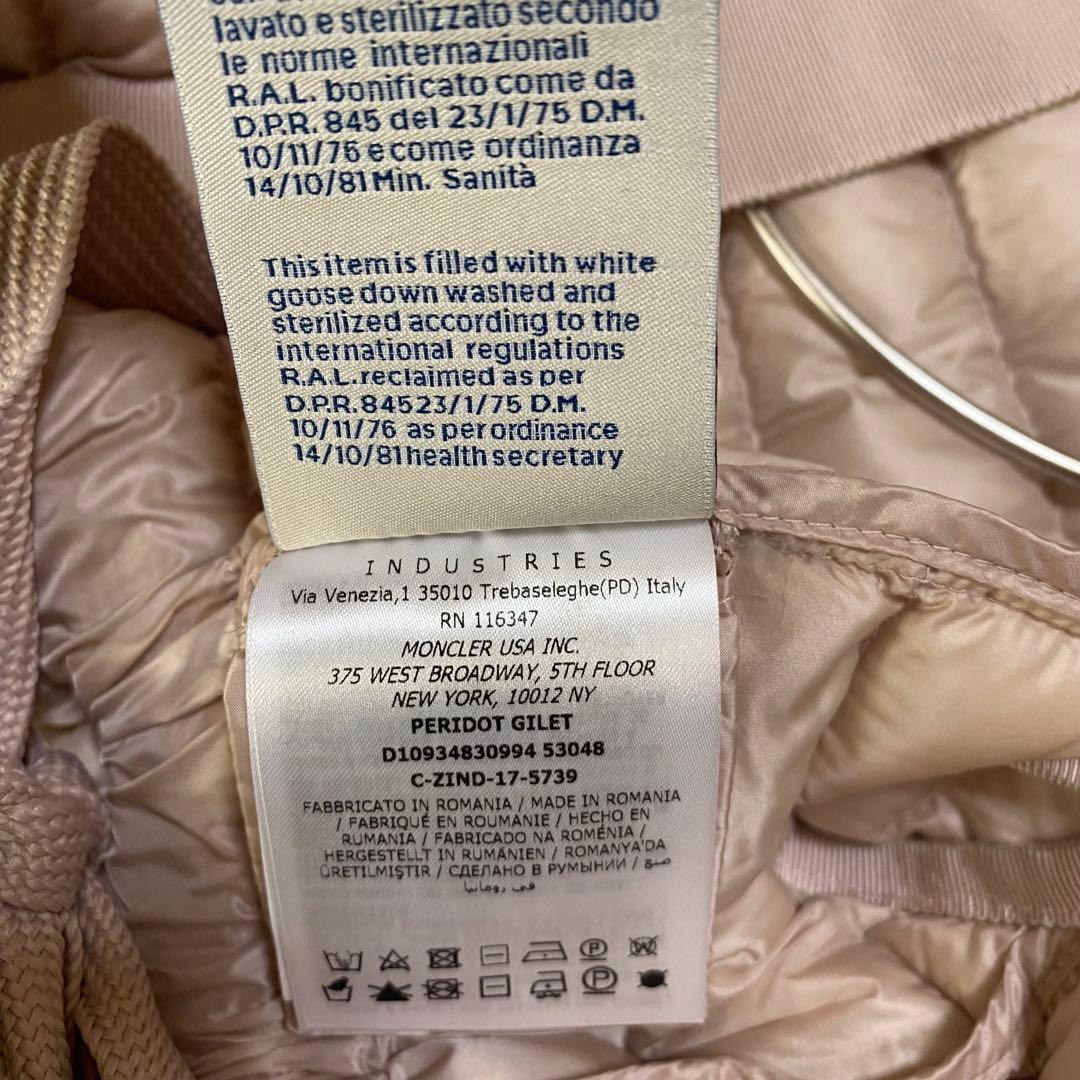 lavato e sterilizzato secondo
le norme internazionali
R.A.L. bonificato come da
D.P.R. 845 del 23/1/75 D.M.
10/11/76 e come ordinanza
14/10/81 Min. Sanità
This item is filled with white
goose down washed and
sterilized according to the
international regulations
R.A.L. reclaimed as per
D.P.R. 84523/1/75 D.M.
10/11/76 as per ordinance
14/10/81 health secretary
INDUSTRIES
Via Venezia,1 35010 Trebaseleghe(PD) Italy
RN 116347
MONCLER USA INC.
375 WEST BROADWAY, 5TH FLOOR
NEW YORK, 10012 NY
PERIDOT GILET
D10934830994 53048
C-ZIND-17-5739
FABBRICATO IN ROMANIA / MADE IN ROMANIA
/ FABRIQUÉ EN ROUMANIE / HECHO EN
RUMANIA / FABRICADO NA ROMÉNIA /
HERGESTELLT IN RUMÄNIEN / ROMANYA'DA
ÜRETILMIŞTIR / СДЕЛАНО В РУМЫНИИ / صنع
في رومانيا